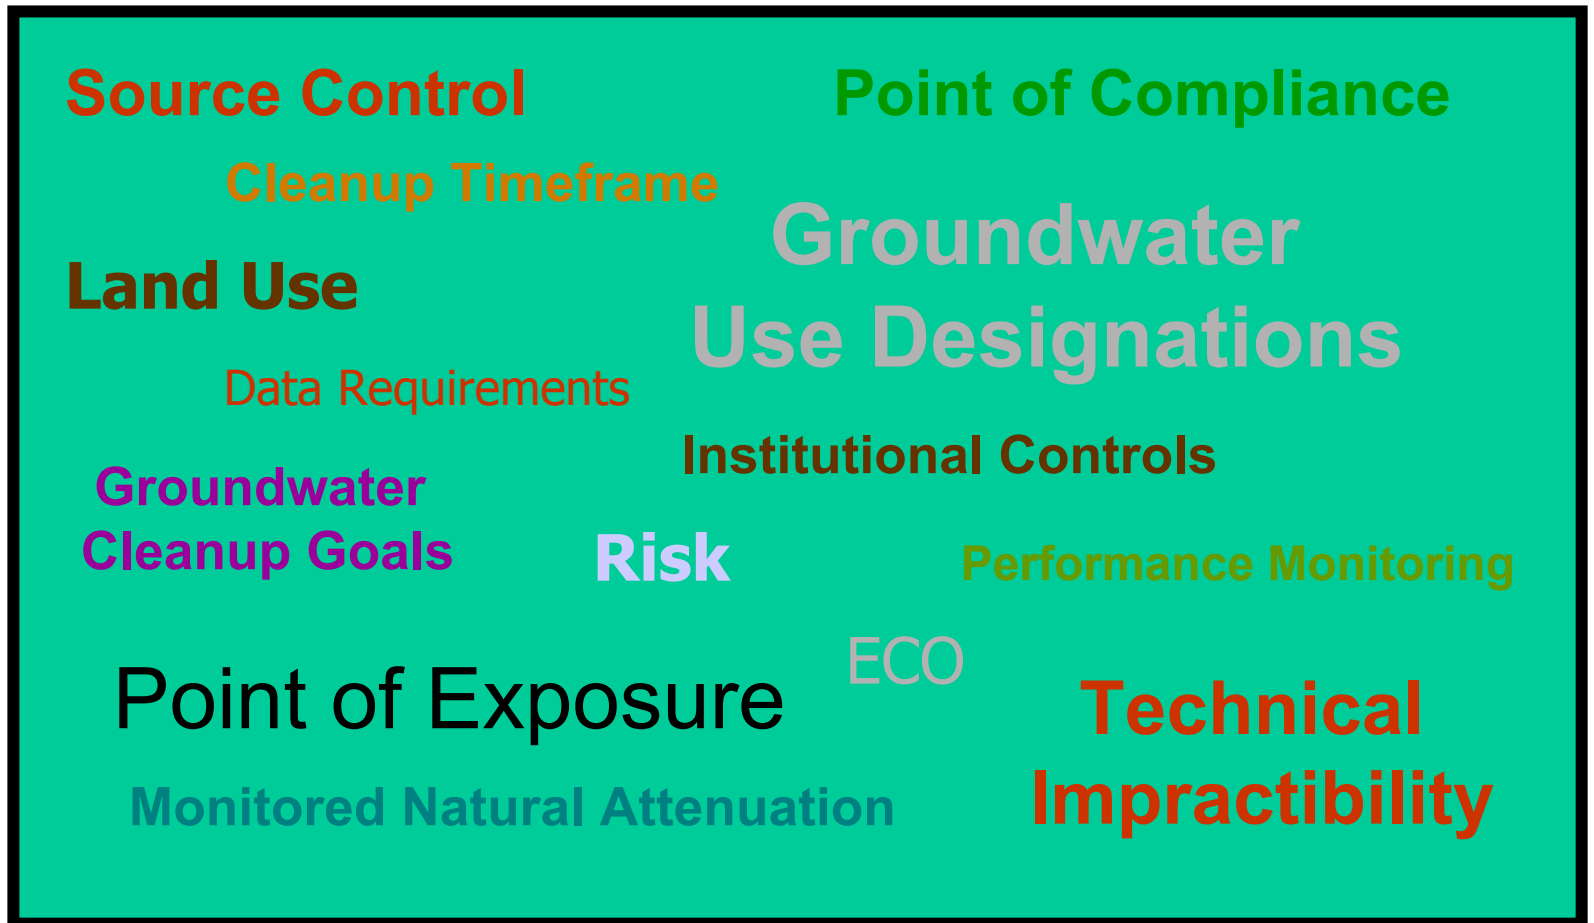 Source Control
Point of Compliance
Cleanup Timeframe
Groundwater
Use Designations
Land Use
Data Requirements
Institutional Controls
Groundwater
Cleanup Goals
Risk
Performance Monitoring
ECO
Point of Exposure
Technical
Impractibility
Monitored Natural Attenuation